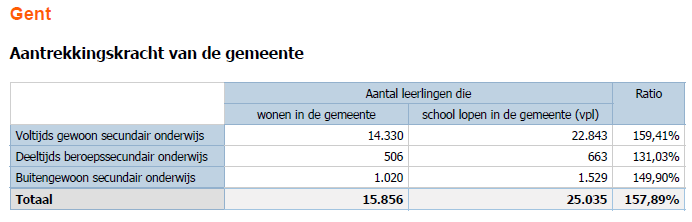 Gent
Aantrekkingskracht van de gemeente
Aantal leerlingen die Ratio
wonen in de gemeente school lopen in de gemeente (vpl)
Voltijds gewoon secundair onderwijs 14.330 22.843 159,41%
Deeltijds beroepssecundair onderwijs 506 663 131,03%
Buitengewoon secundair onderwijs 1.020 1.529 149,90%
Totaal 15.856 25.035 157,89%